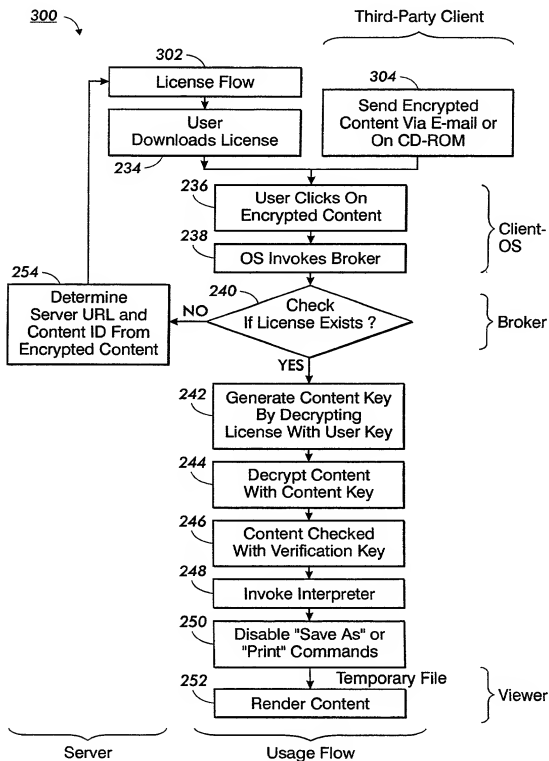 300
Third-Party Client
302
License Flow
304
Send Encrypted
Content Via E-mail or
On CD-ROM
User
Downloads License
234
236
User Clicks On
Encrypted Content
238
OS Invokes Broker
Client-
OS
254
Determine
Server URL and
Content ID From
Encrypted Content
NO
240
Check
If License Exists ?
Broker
YES
242
Generate Content Key
By Decrypting
License With User Key
244
Decrypt Content
With Content Key
246
Content Checked
With Verification Key
248
Invoke Interpreter
250
Disable "Save As" or
"Print" Commands
Temporary File
252
Render Content
Viewer
Server
Usage Flow